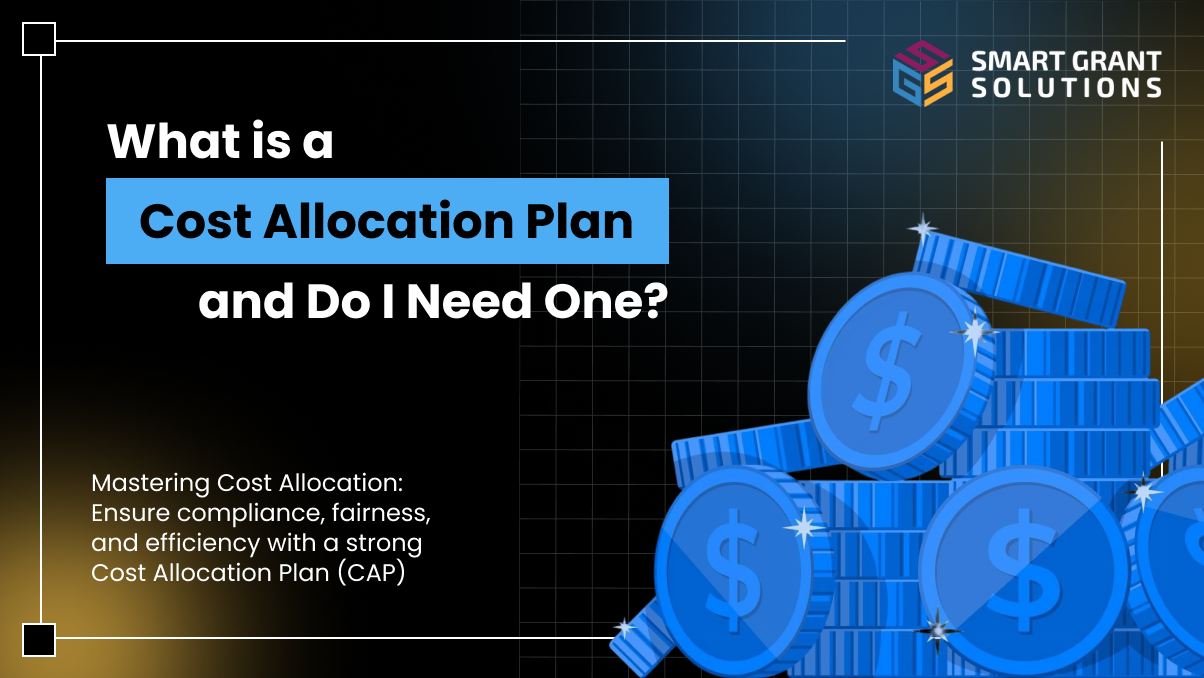 SMART GRANT
SOLUTIONS
What is a
Cost Allocation Plan
and Do I Need One?
Mastering Cost Allocation:
Ensure compliance, fairness,
and efficiency with a strong
Cost Allocation Plan (CAP)
$
$
$